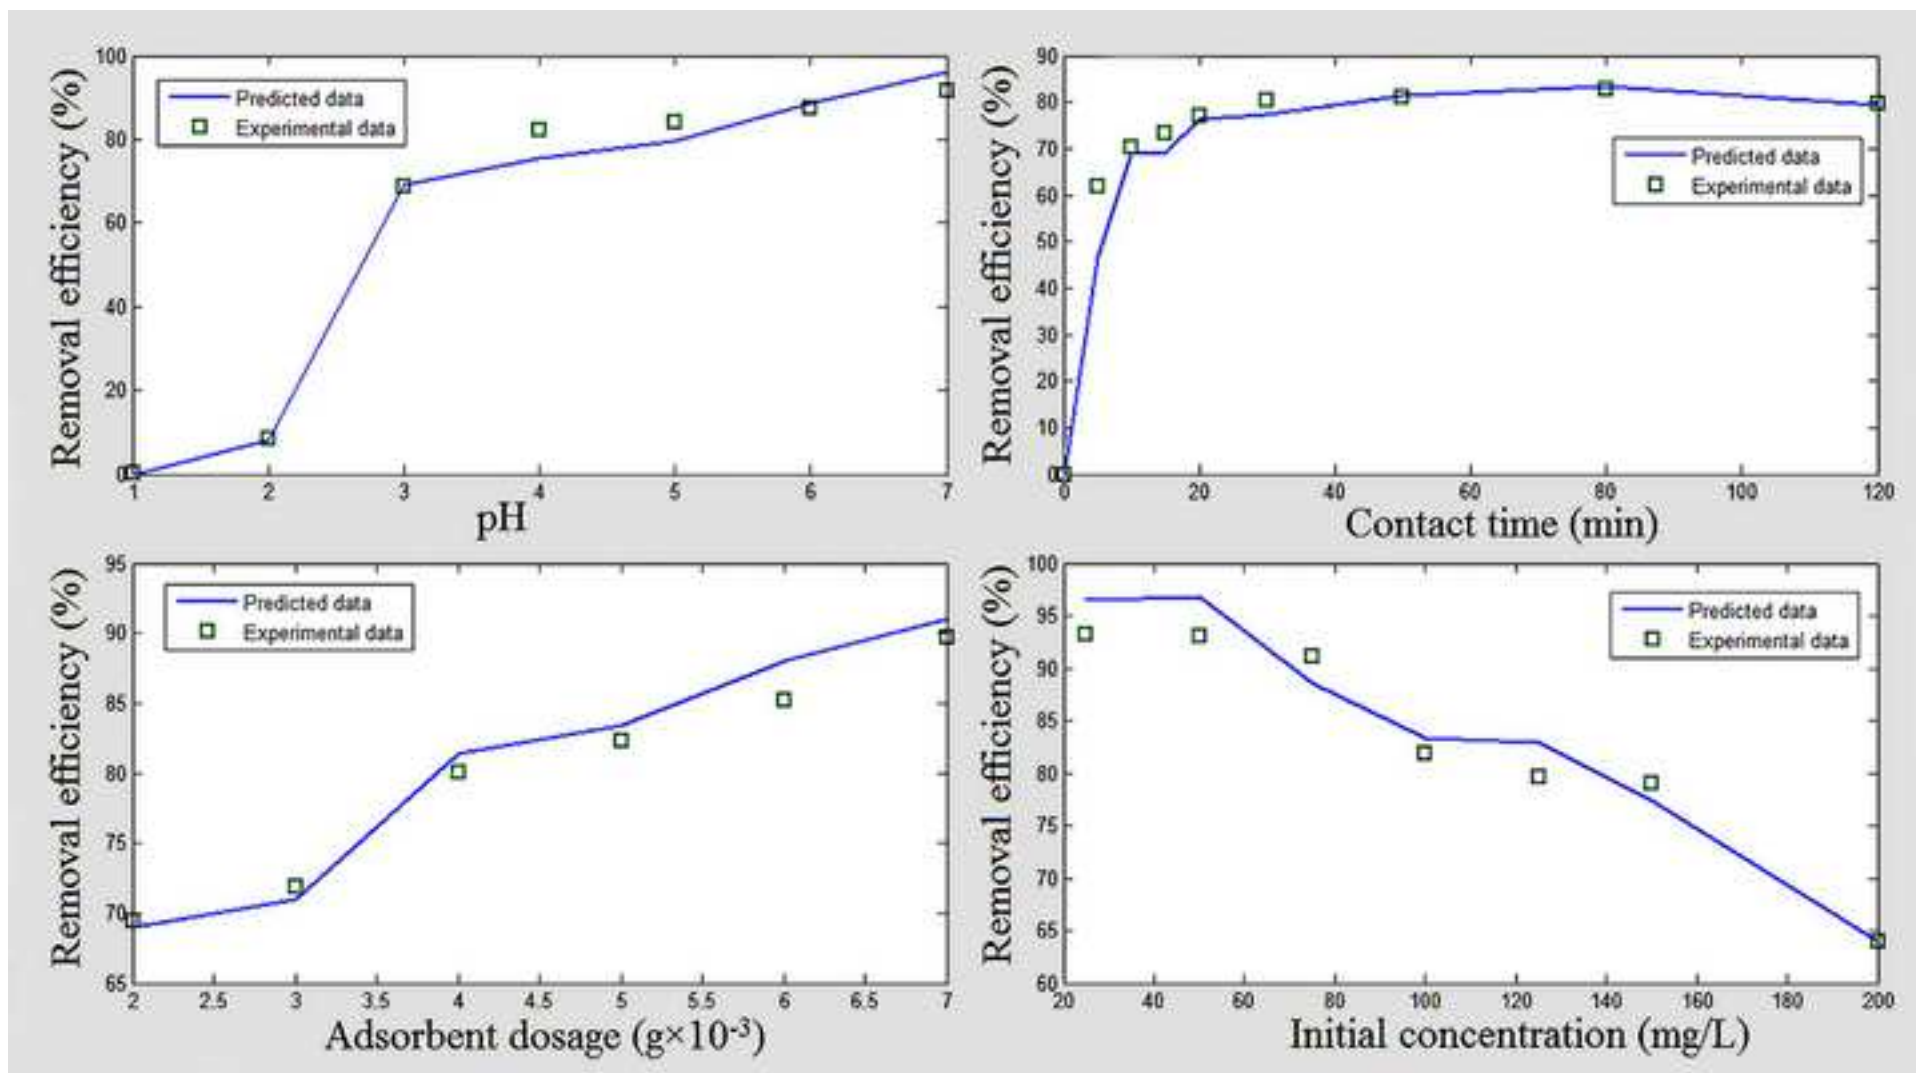 Removal efficiency (%)
100
80
60
40
20
0
Predicted data
Experimental data
1 2 3 4 5 6 7
pH
Removal efficiency (%)
90
80
70
60
50
40
30
20
10
0
Predicted data
Experimental data
0 20 40 60 80 100 120
Contact time (min)
Removal efficiency (%)
95
90
85
80
75
70
65
Predicted data
Experimental data
2 2.5 3 3.5 4 4.5 5 5.5 6 6.5 7
Adsorbent dosage (g×10⁻³)
Removal efficiency (%)
100
95
90
85
80
75
70
65
60
Predicted data
Experimental data
20 40 60 80 100 120 140 160 180 200
Initial concentration (mg/L)